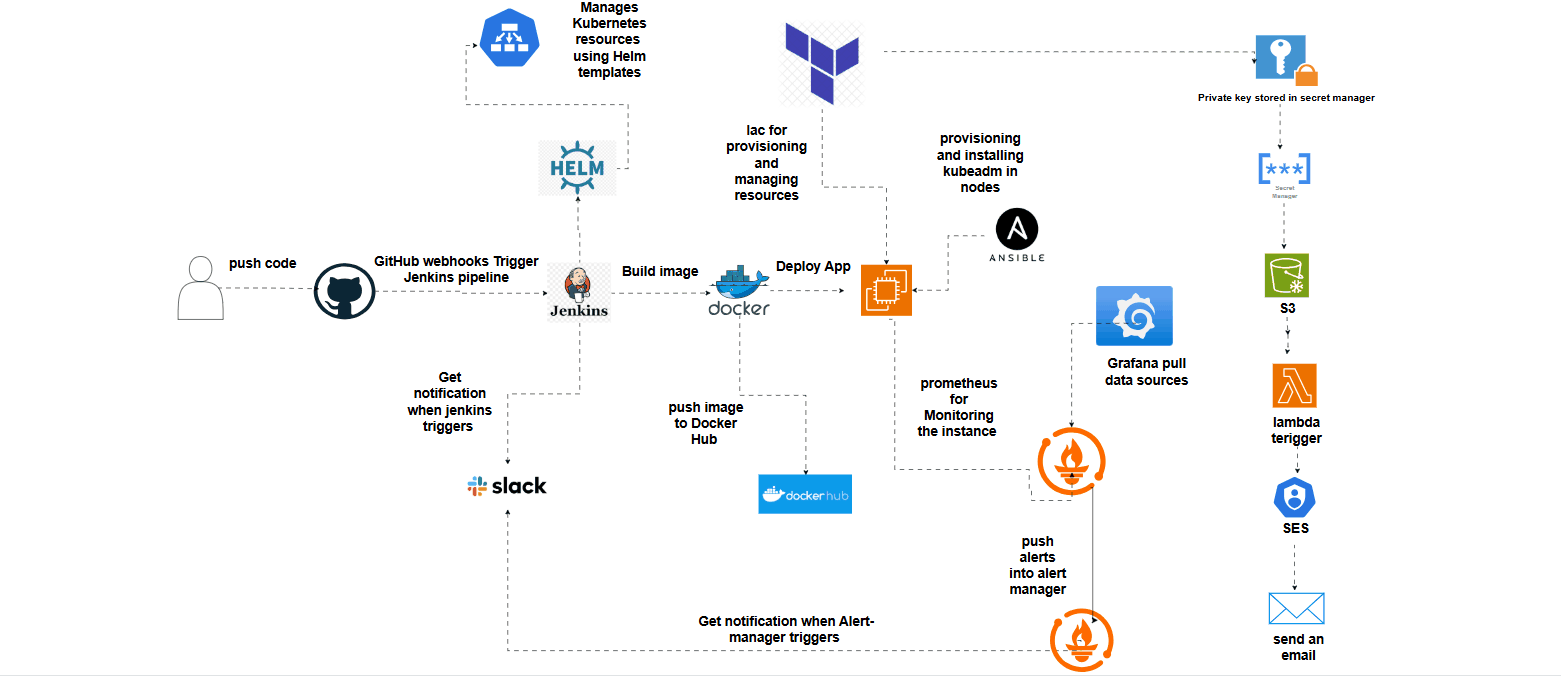 Manages
Kubernetes
resources
using Helm
templates
Private key stored in secret manager
Iac for
provisioning
and
managing
resources
provisioning
and installing
kubeadm in
nodes
HELM
***
Secret
Manager
ANSIBLE
push code
GitHub webhooks Trigger
Jenkins pipeline
Jenkins
Build image
docker
Deploy App
S3
Grafana pull
data sources
Get
notification
when jenkins
triggers
push image
to Docker
Hub
prometheus
for
Monitoring
the instance
lambda
terigger
slack
dockerhub
SES
push
alerts
into alert
manager
Get notification when Alert-
manager triggers
send an
email